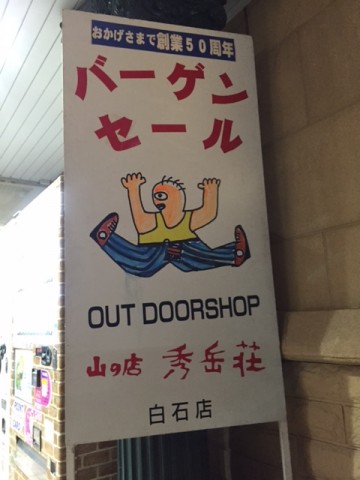 おかげさまで創業50周年
バーゲン
セール
OUT DOORSHOP
山の店 秀岳荘
白石店